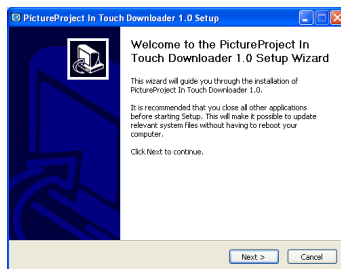 PictureProject In Touch Downloader 1.0 Setup
Welcome to the PictureProject In
Touch Downloader 1.0 Setup Wizard
This wizard will guide you through the installation of
PictureProject In Touch Downloader 1.0.
It is recommended that you close all other applications
before starting Setup. This will make it possible to update
relevant system files without having to reboot your
computer.
Click Next to continue.
Next > Cancel